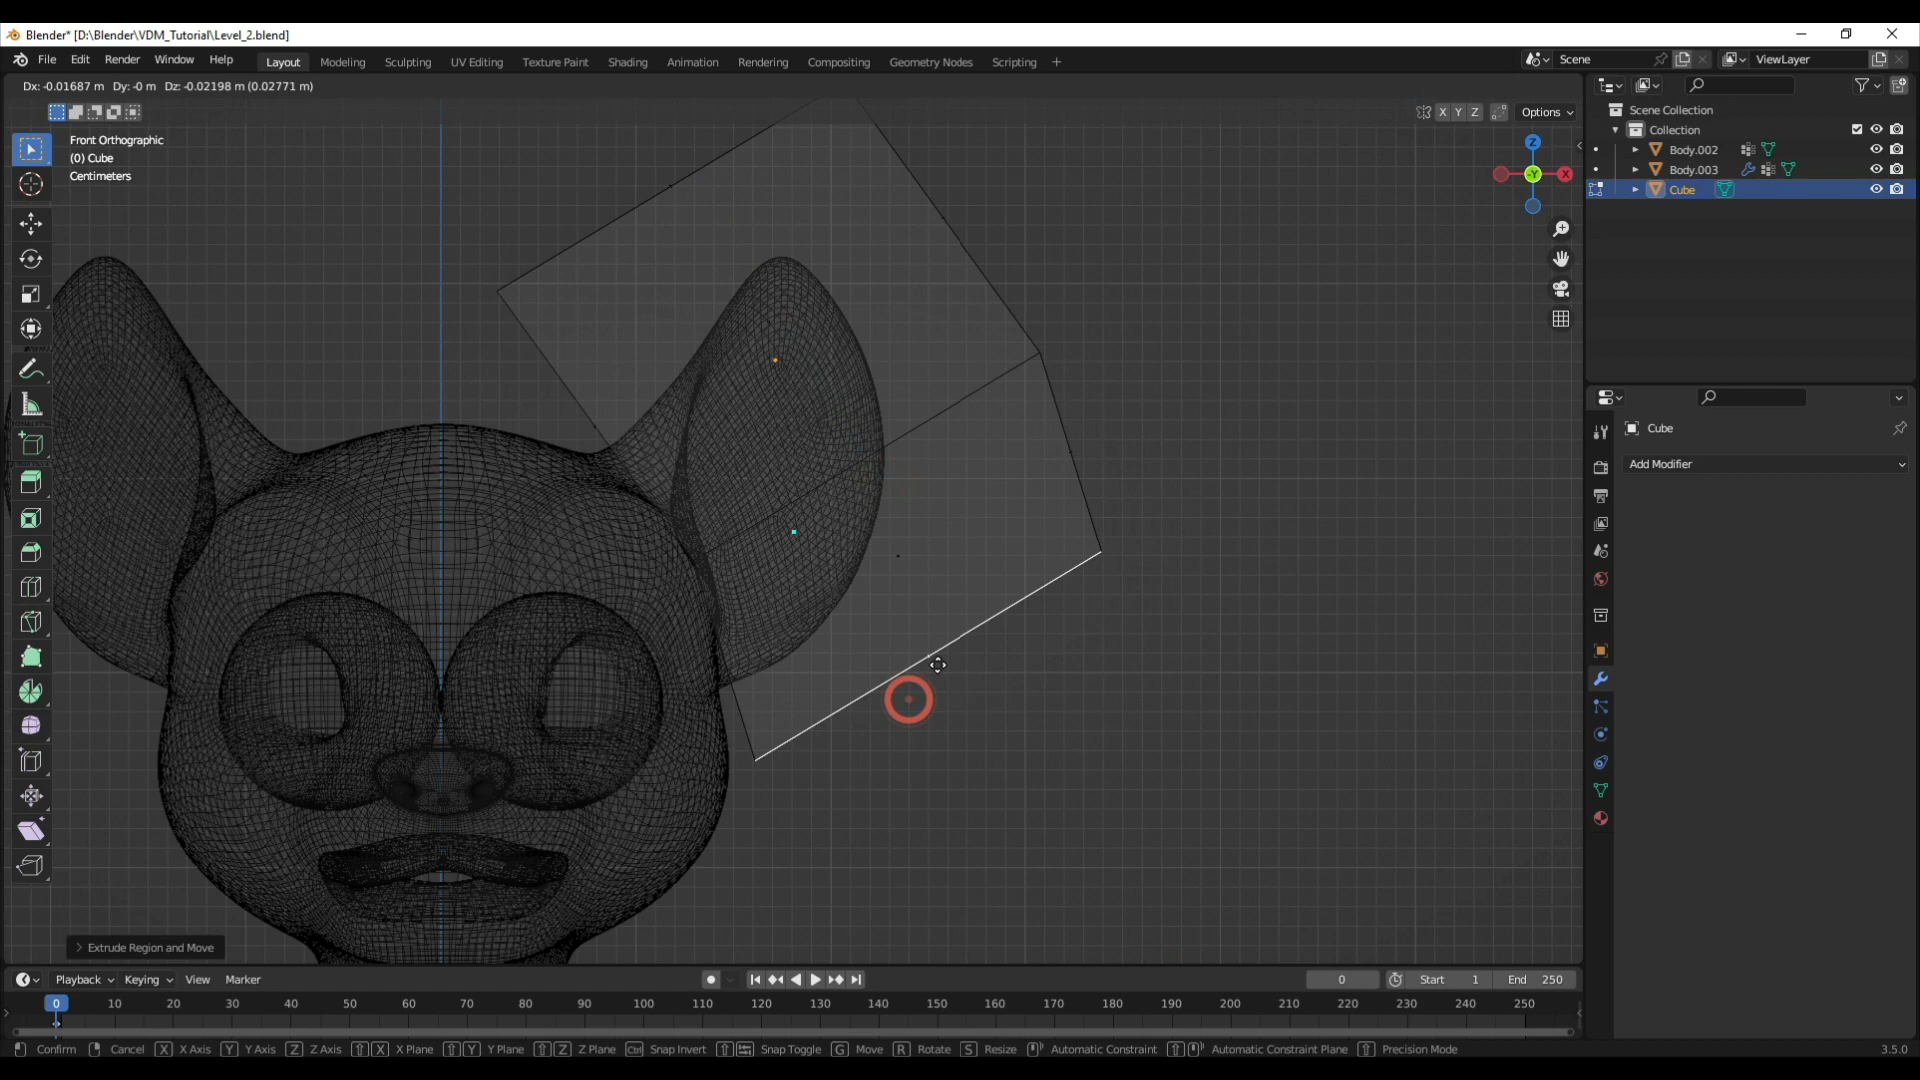 Blender* [D:\Blender\VDM_Tutorial\Level_2.blend]
File Edit Render Window Help Layout Modeling Sculpting UV Editing Texture Paint Shading Animation Rendering Compositing Geometry Nodes Scripting + Scene ViewLayer
Dx: -0.01687 m Dy: -0 m Dz: -0.02198 m (0.02771 m)
X Y Z Options
Scene Collection
Collection
Body.002
Body.003
Cube
Front Orthographic
(0) Cube
Centimeters
Z
-Y
X
Cube
Add Modifier
> Extrude Region and Move
Playback Keying View Marker 0 Start 1 End 250
0 10 20 30 40 50 60 70 80 90 100 110 120 130 140 150 160 170 180 190 200 210 220 230 240 250
Confirm Cancel X X Axis Y Y Axis Z Z Axis X X Plane Y Y Plane Z Z Plane Ctrl Snap Invert Snap Toggle G Move R Rotate S Resize Automatic Constraint Automatic Constraint Plane Precision Mode 3.5.0